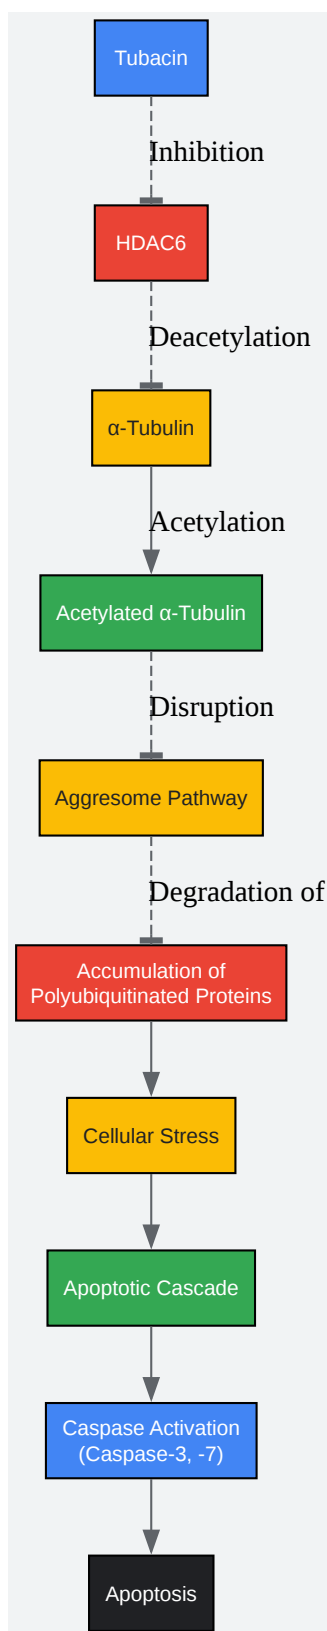 Tubacin
Inhibition
HDAC6
Deacetylation
α-Tubulin
Acetylation
Acetylated α-Tubulin
Disruption
Aggresome Pathway
Degradation of
Accumulation of
Polyubiquitinated Proteins
Cellular Stress
Apoptotic Cascade
Caspase Activation
(Caspase-3, -7)
Apoptosis